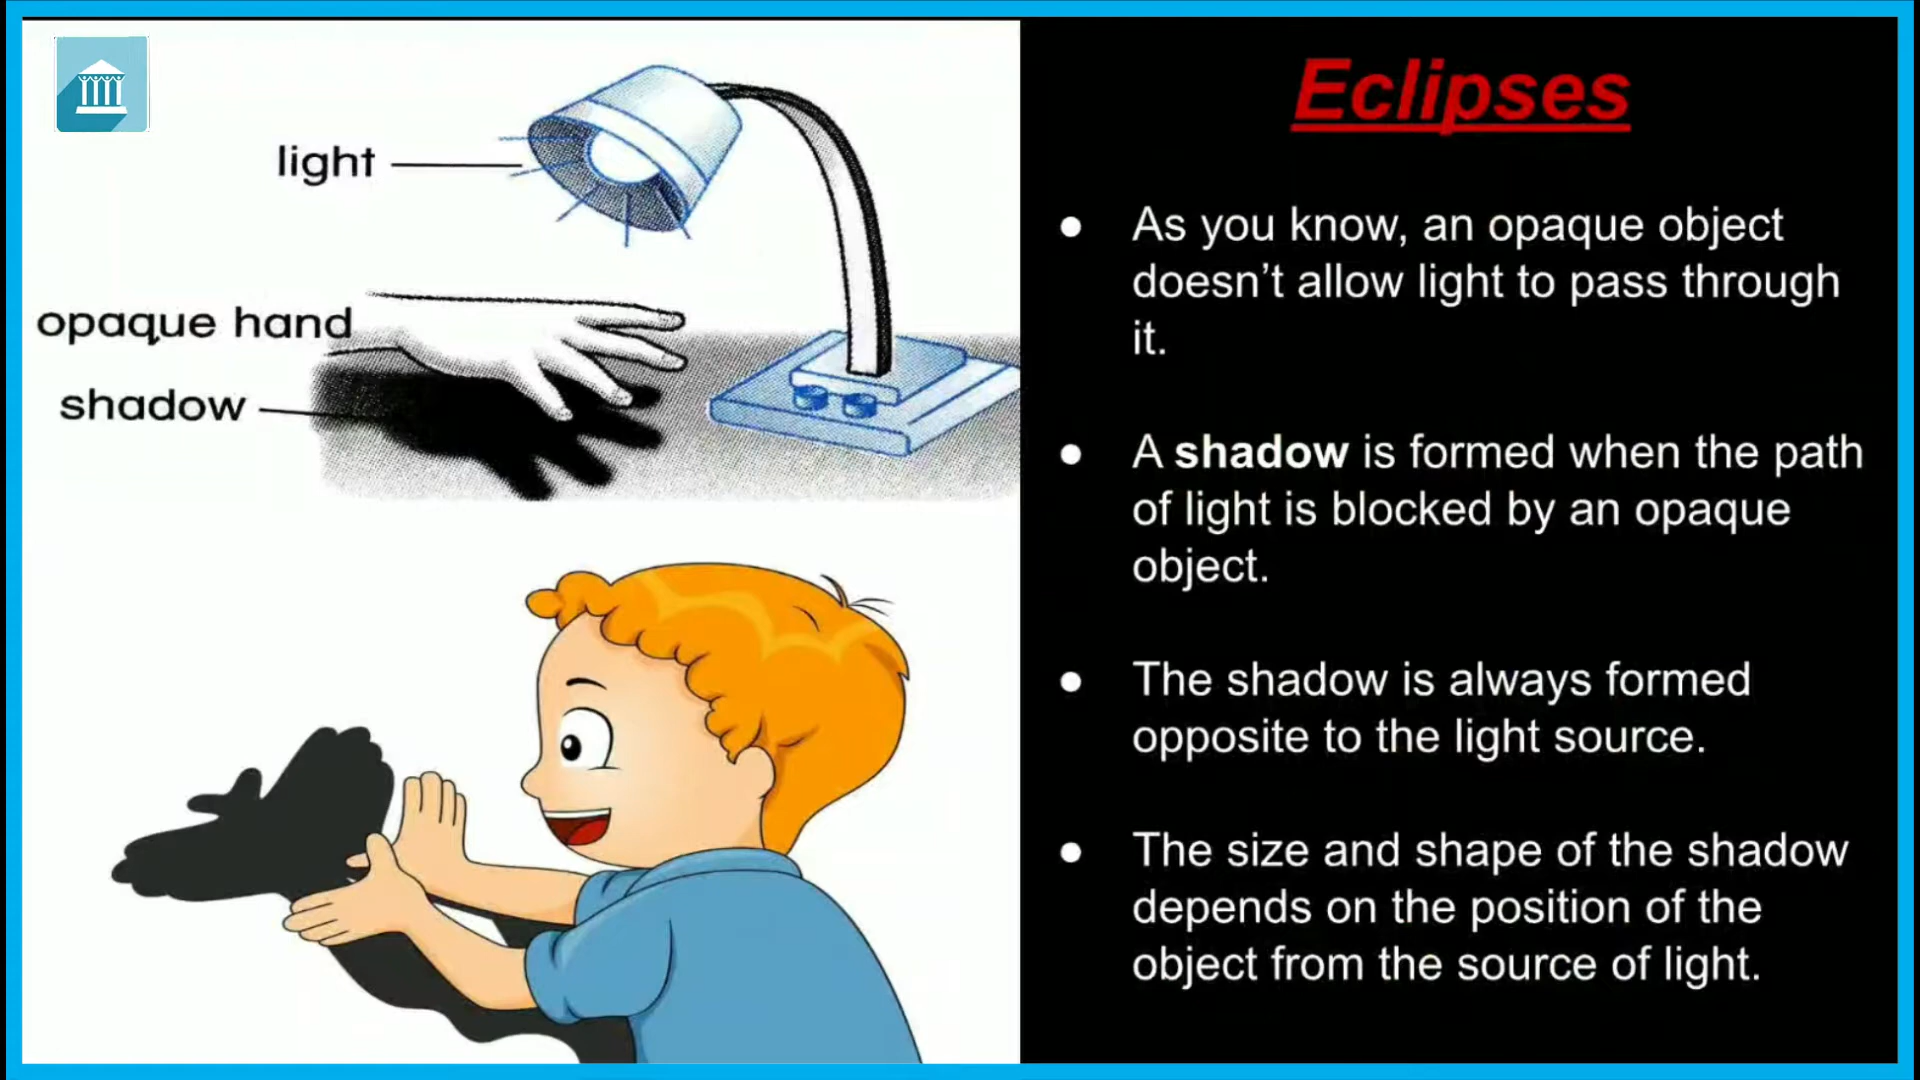 light
opaque hand
shadow
Eclipses
● As you know, an opaque object
doesn’t allow light to pass through
it.
● A shadow is formed when the path
of light is blocked by an opaque
object.
● The shadow is always formed
opposite to the light source.
● The size and shape of the shadow
depends on the position of the
object from the source of light.